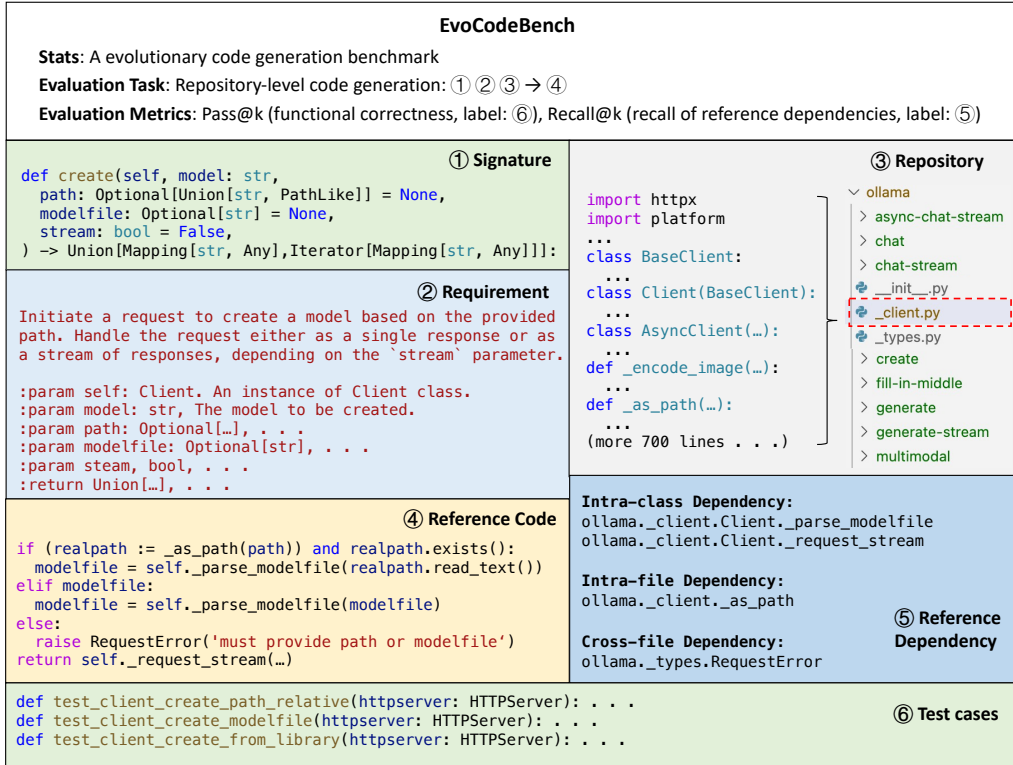 EvoCodeBench
Stats: A evolutionary code generation benchmark
Evaluation Task: Repository-level code generation: ① ② ③ → ④
Evaluation Metrics: Pass@k (functional correctness, label: ⑥), Recall@k (recall of reference dependencies, label: ⑤)
① Signature
def create(self, model: str,
  path: Optional[Union[str, PathLike]] = None,
  modelfile: Optional[str] = None,
  stream: bool = False,
) -> Union[Mapping[str, Any],Iterator[Mapping[str, Any]]]:
② Requirement
Initiate a request to create a model based on the provided
path. Handle the request either as a single response or as
a stream of responses, depending on the `stream` parameter.
:param self: Client. An instance of Client class.
:param model: str, The model to be created.
:param path: Optional[…], . . .
:param modelfile: Optional[str], . . .
:param steam, bool, . . .
:return Union[…], . . .
③ Repository
import httpx
import platform
...
class BaseClient:
  ...
class Client(BaseClient):
  ...
class AsyncClient(…):
  ...
def _encode_image(…):
  ...
def _as_path(…):
  ...
(more 700 lines . . .)
ollama
async-chat-stream
chat
chat-stream
__init__.py
_client.py
_types.py
create
fill-in-middle
generate
generate-stream
multimodal
④ Reference Code
if (realpath := _as_path(path)) and realpath.exists():
  modelfile = self._parse_modelfile(realpath.read_text())
elif modelfile:
  modelfile = self._parse_modelfile(modelfile)
else:
  raise RequestError('must provide path or modelfile‘)
return self._request_stream(…)
Intra-class Dependency:
ollama._client.Client._parse_modelfile
ollama._client.Client._request_stream
Intra-file Dependency:
ollama._client._as_path
Cross-file Dependency:
ollama._types.RequestError
⑤ Reference
Dependency
def test_client_create_path_relative(httpserver: HTTPServer): . . .
def test_client_create_modelfile(httpserver: HTTPServer): . . .
def test_client_create_from_library(httpserver: HTTPServer): . . .
⑥ Test cases